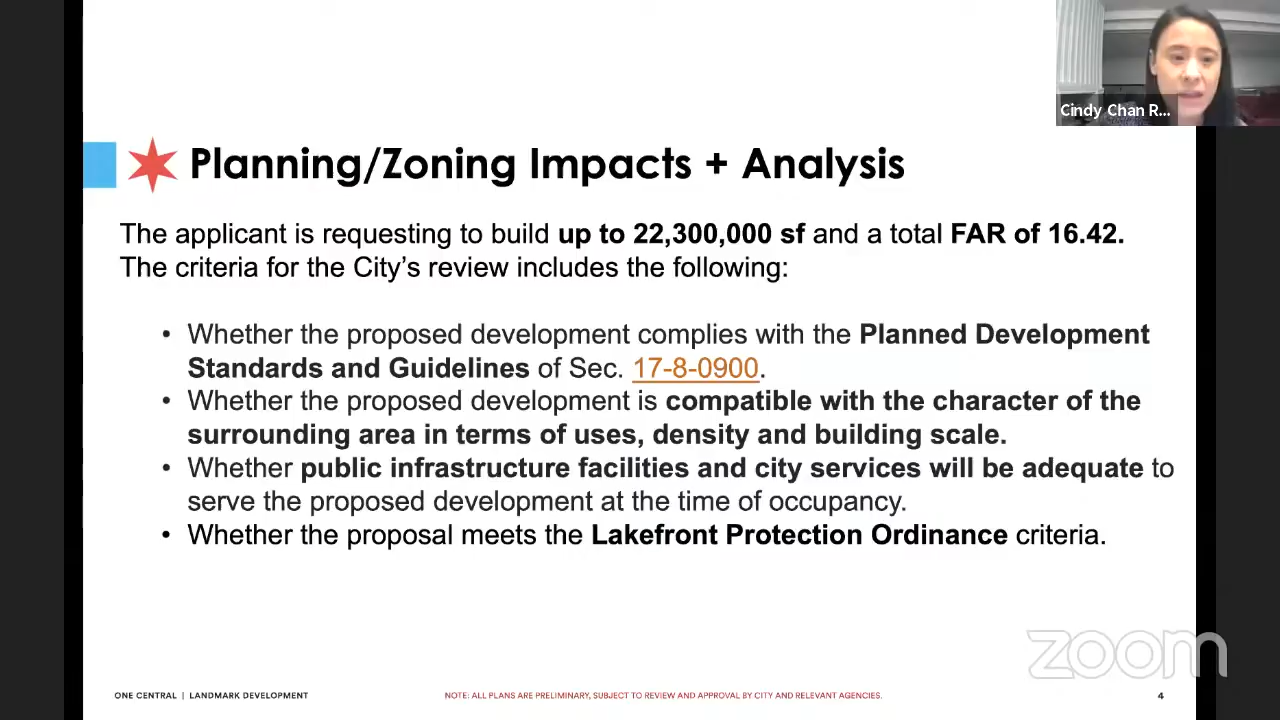 Cindy Chan R...
Planning/Zoning Impacts + Analysis
The applicant is requesting to build up to 22,300,000 sf and a total FAR of 16.42.
The criteria for the City’s review includes the following:
• Whether the proposed development complies with the Planned Development
Standards and Guidelines of Sec. 17-8-0900.
• Whether the proposed development is compatible with the character of the
surrounding area in terms of uses, density and building scale.
• Whether public infrastructure facilities and city services will be adequate to
serve the proposed development at the time of occupancy.
• Whether the proposal meets the Lakefront Protection Ordinance criteria.
zoom
ONE CENTRAL | LANDMARK DEVELOPMENT
NOTE: ALL PLANS ARE PRELIMINARY, SUBJECT TO REVIEW AND APPROVAL BY CITY AND RELEVANT AGENCIES.
4